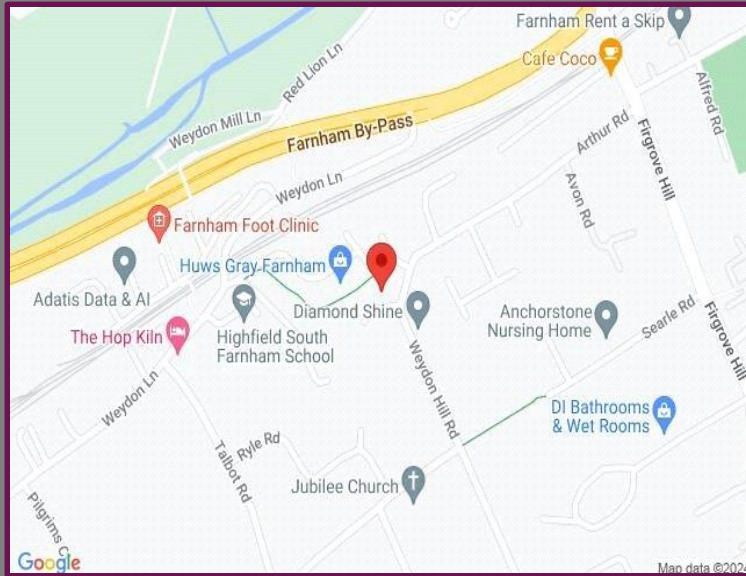 Farnham Rent a Skip
Cafe Coco
Red Lion Ln
Alfred Rd
Weydon Mill Ln
Farnham By-Pass
Arthur Rd
Firgrove Hill
Weydon Ln
Avon Rd
Farnham Foot Clinic
Huws Gray Farnham
Adatis Data & AI
Diamond Shine
Anchorstone
Nursing Home
Searle Rd
Firgrove Hill
The Hop Kiln
Highfield South
Farnham School
Weydon Ln
Weydon Hill Rd
DI Bathrooms
& Wet Rooms
Ryle Rd
Talbot Rd
Jubilee Church
Pilgrims C
Google
Map data ©2024